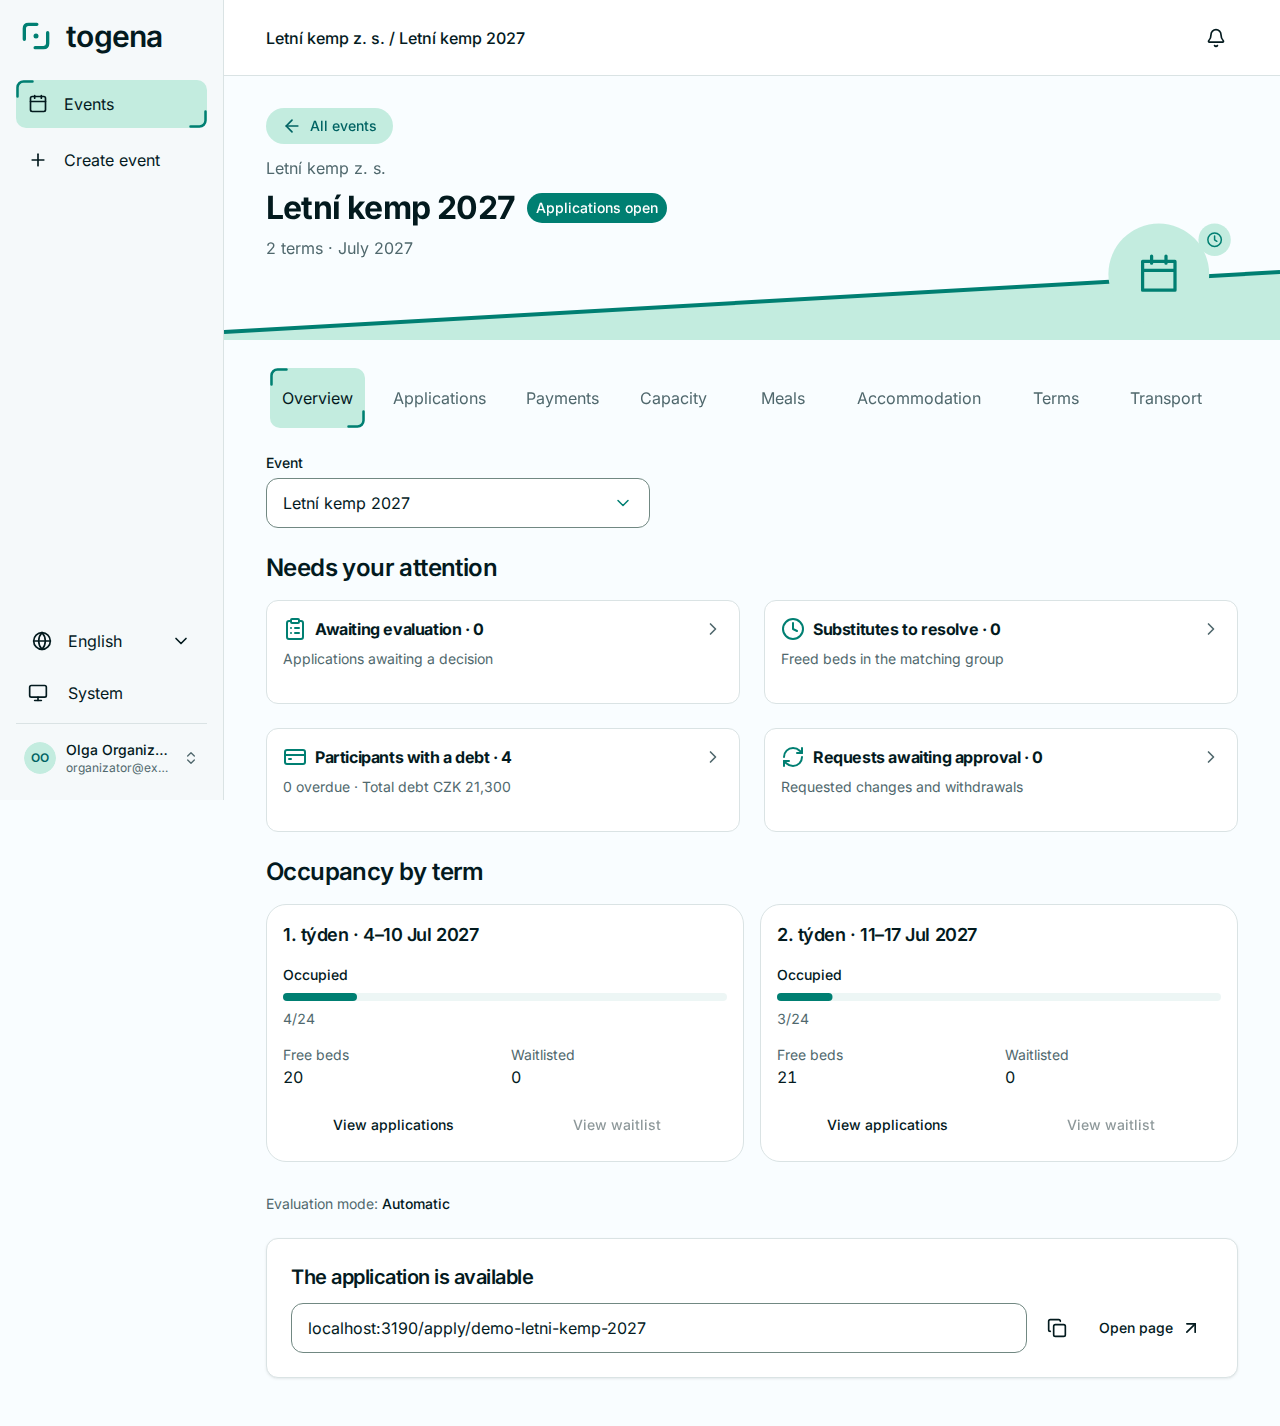 togena
Events
Create event
English
System
OO
Olga Organiz...
organizator@ex...
Letní kemp z. s. / Letní kemp 2027
All events
Letní kemp z. s.
Letní kemp 2027 Applications open
2 terms · July 2027
Overview Applications Payments Capacity Meals Accommodation Terms Transport
Event
Letní kemp 2027
Needs your attention
Awaiting evaluation · 0
Applications awaiting a decision
Substitutes to resolve · 0
Freed beds in the matching group
Participants with a debt · 4
0 overdue · Total debt CZK 21,300
Requests awaiting approval · 0
Requested changes and withdrawals
Occupancy by term
1. týden · 4–10 Jul 2027
Occupied
4/24
Free beds Waitlisted
20 0
View applications View waitlist
2. týden · 11–17 Jul 2027
Occupied
3/24
Free beds Waitlisted
21 0
View applications View waitlist
Evaluation mode: Automatic
The application is available
localhost:3190/apply/demo-letni-kemp-2027
Open page